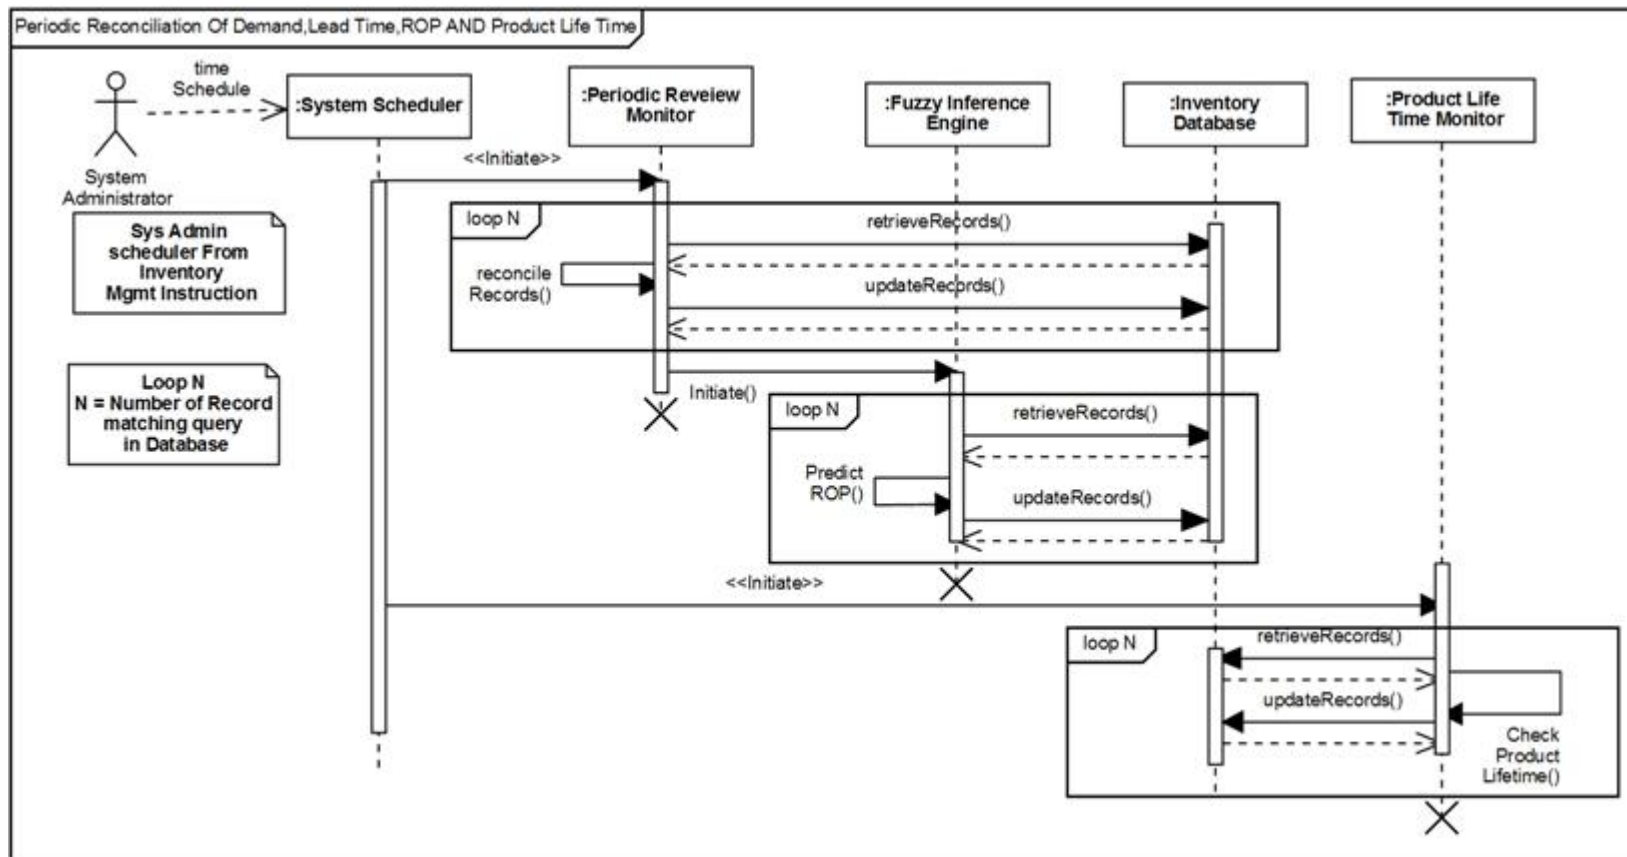 Periodic Reconciliation Of Demand,Lead Time,ROP AND Product Life Time
time
Schedule
:System Scheduler
:Periodic Reveiew
Monitor
:Fuzzy Inference
Engine
:Inventory
Database
:Product Life
Time Monitor
System
Administrator
<<Initiate>>
Sys Admin
scheduler From
Inventory
Mgmt Instruction
loop N
retrieveRecords()
reconcile
Records()
updateRecords()
Loop N
N = Number of Record
matching query
in Database
Initiate()
loop N
retrieveRecords()
Predict
ROP()
updateRecords()
<<Initiate>>
loop N
retrieveRecords()
updateRecords()
Check
Product
Lifetime()